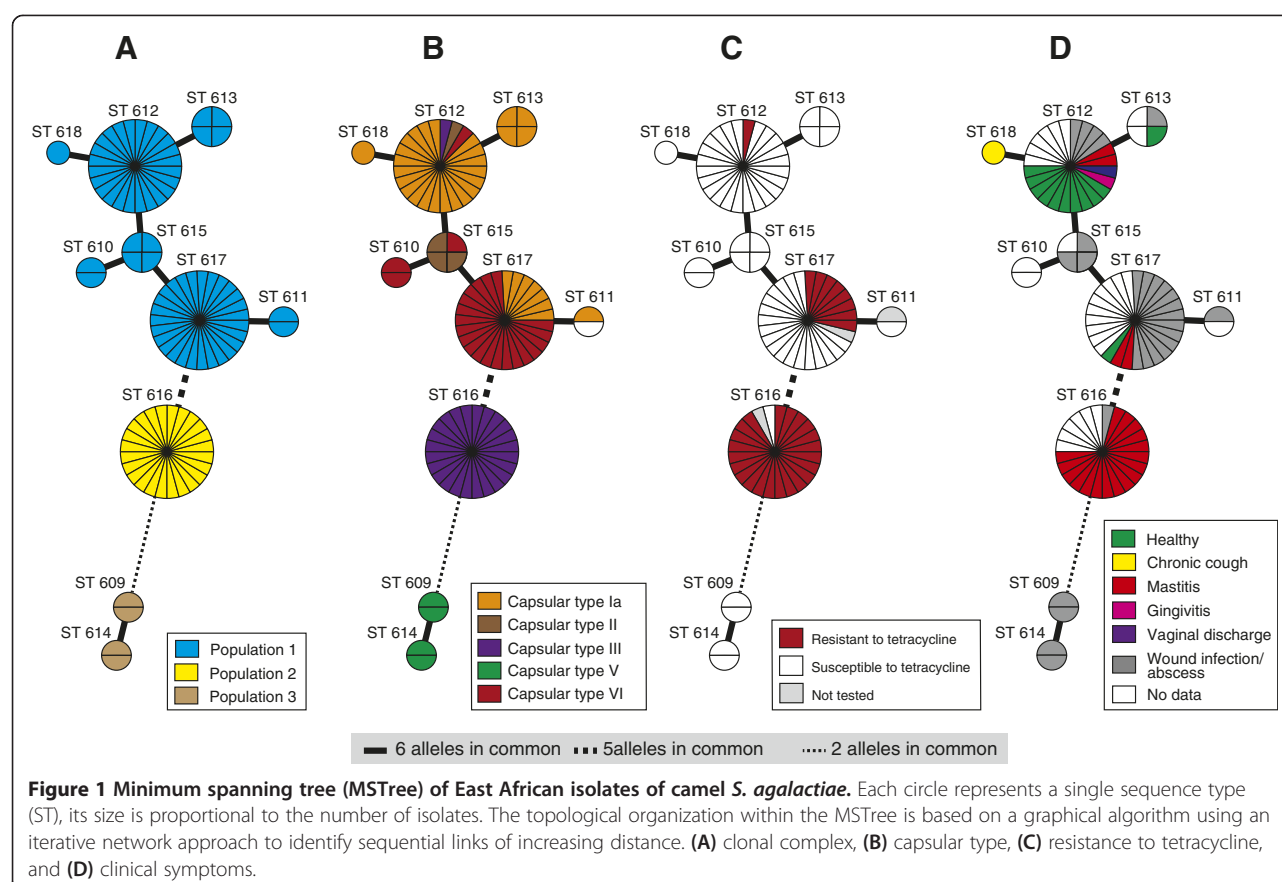 A
B
C
D
ST 612
ST 613
ST 618
ST 610
ST 615
ST 617
ST 611
ST 616
ST 609
ST 614
Population 1
Population 2
Population 3
ST 612
ST 613
ST 618
ST 610
ST 615
ST 617
ST 611
ST 616
ST 609
ST 614
Capsular type Ia
Capsular type II
Capsular type III
Capsular type V
Capsular type VI
ST 612
ST 613
ST 618
ST 610
ST 615
ST 617
ST 611
ST 616
ST 609
ST 614
Resistant to tetracycline
Susceptible to tetracycline
Not tested
ST 612
ST 613
ST 618
ST 610
ST 615
ST 617
ST 611
ST 616
ST 609
ST 614
Healthy
Chronic cough
Mastitis
Gingivitis
Vaginal discharge
Wound infection/
abscess
No data
6 alleles in common 5alleles in common 2 alleles in common
Figure 1 Minimum spanning tree (MSTree) of East African isolates of camel S. agalactiae. Each circle represents a single sequence type
(ST), its size is proportional to the number of isolates. The topological organization within the MSTree is based on a graphical algorithm using an
iterative network approach to identify sequential links of increasing distance. (A) clonal complex, (B) capsular type, (C) resistance to tetracycline,
and (D) clinical symptoms.